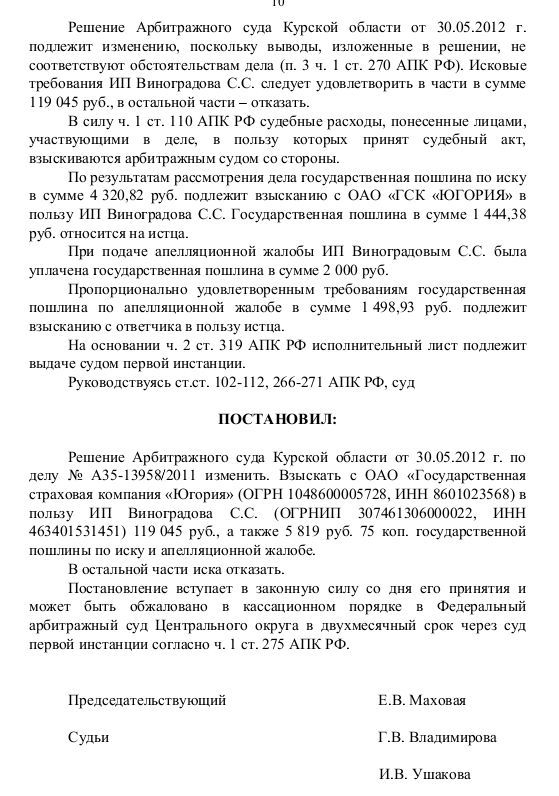 10
Решение Арбитражного суда Курской области от 30.05.2012 г.
подлежит изменению, поскольку выводы, изложенные в решении, не
соответствуют обстоятельствам дела (п. 3 ч. 1 ст. 270 АПК РФ). Исковые
требования ИП Виноградова С.С. следует удовлетворить в части в сумме
119 045 руб., в остальной части – отказать.
В силу ч. 1 ст. 110 АПК РФ судебные расходы, понесенные лицами,
участвующими в деле, в пользу которых принят судебный акт,
взыскиваются арбитражным судом со стороны.
По результатам рассмотрения дела государственная пошлина по иску
в сумме 4 320,82 руб. подлежит взысканию с ОАО «ГСК «ЮГОРИЯ» в
пользу ИП Виноградова С.С. Государственная пошлина в сумме 1 444,38
руб. относится на истца.
При подаче апелляционной жалобы ИП Виноградовым С.С. была
уплачена государственная пошлина в сумме 2 000 руб.
Пропорционально удовлетворенным требованиям государственная
пошлина по апелляционной жалобе в сумме 1 498,93 руб. подлежит
взысканию с ответчика в пользу истца.
На основании ч. 2 ст. 319 АПК РФ исполнительный лист подлежит
выдаче судом первой инстанции.
Руководствуясь ст.ст. 102-112, 266-271 АПК РФ, суд
ПОСТАНОВИЛ:
Решение Арбитражного суда Курской области от 30.05.2012 г. по
делу № А35-13958/2011 изменить. Взыскать с ОАО «Государственная
страховая компания «Югория» (ОГРН 1048600005728, ИНН 8601023568) в
пользу ИП Виноградова С.С. (ОГРНИП 307461306000022, ИНН
463401531451) 119 045 руб., а также 5 819 руб. 75 коп. государственной
пошлины по иску и апелляционной жалобе.
В остальной части иска отказать.
Постановление вступает в законную силу со дня его принятия и
может быть обжаловано в кассационном порядке в Федеральный
арбитражный суд Центрального округа в двухмесячный срок через суд
первой инстанции согласно ч. 1 ст. 275 АПК РФ.
Председательствующий Е.В. Маховая
Судьи Г.В. Владимирова
И.В. Ушакова